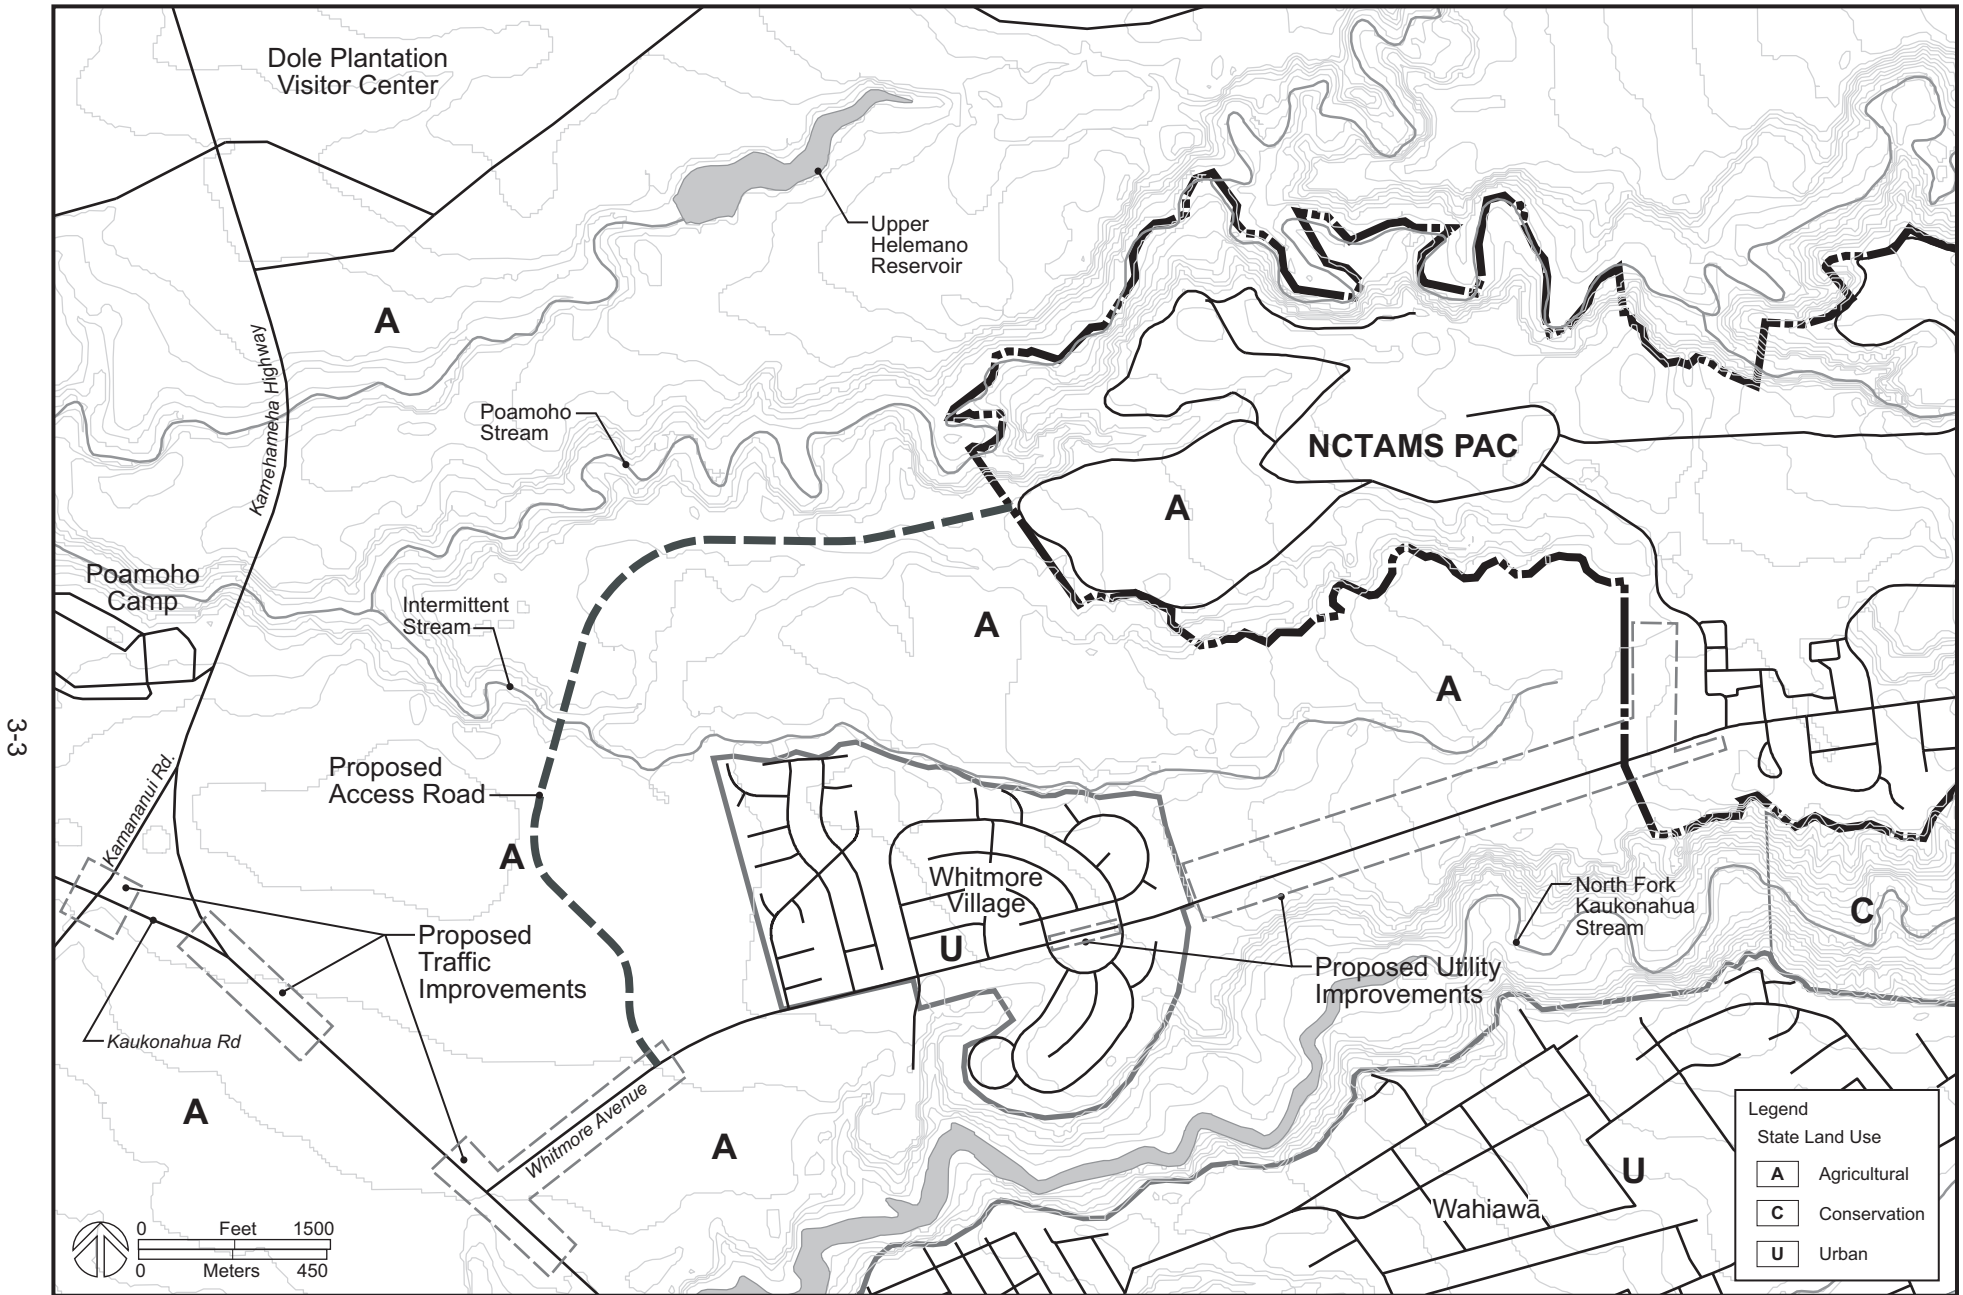 Dole Plantation
Visitor Center
Upper
Helemano
Reservoir
A
Kamehameha Highway
Poamoho
Stream
NCTAMS PAC
A
Poamoho
Camp
Intermittent
Stream
A
A
3-3
Proposed
Access Road
Kamananui Rd.
A
Whitmore
Village
U
North Fork
Kaukonahua
Stream
C
Proposed
Traffic
Improvements
Proposed Utility
Improvements
Kaukonahua Rd
A
Whitmore Avenue
A
U
Wahiawā
Legend
State Land Use
A Agricultural
C Conservation
U Urban
0 Feet 1500
0 Meters 450